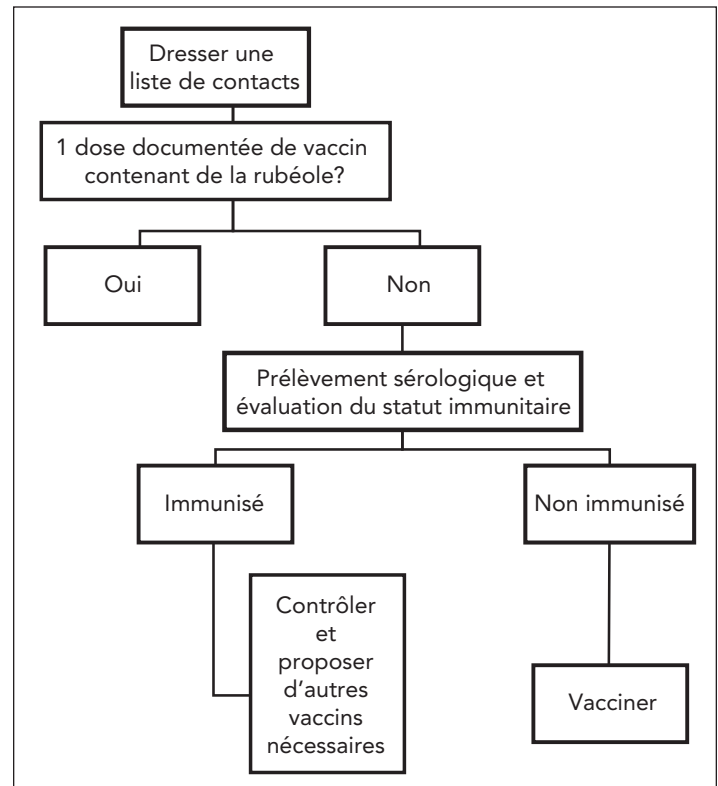 Dresser une
liste de contacts
1 dose documentée de vaccin
contenant de la rubéole?
Oui
Non
Prélèvement sérologique et
évaluation du statut immunitaire
Immunisé
Non immunisé
Contrôler
et
proposer
d'autres
vaccins
nécessaires
Vacciner